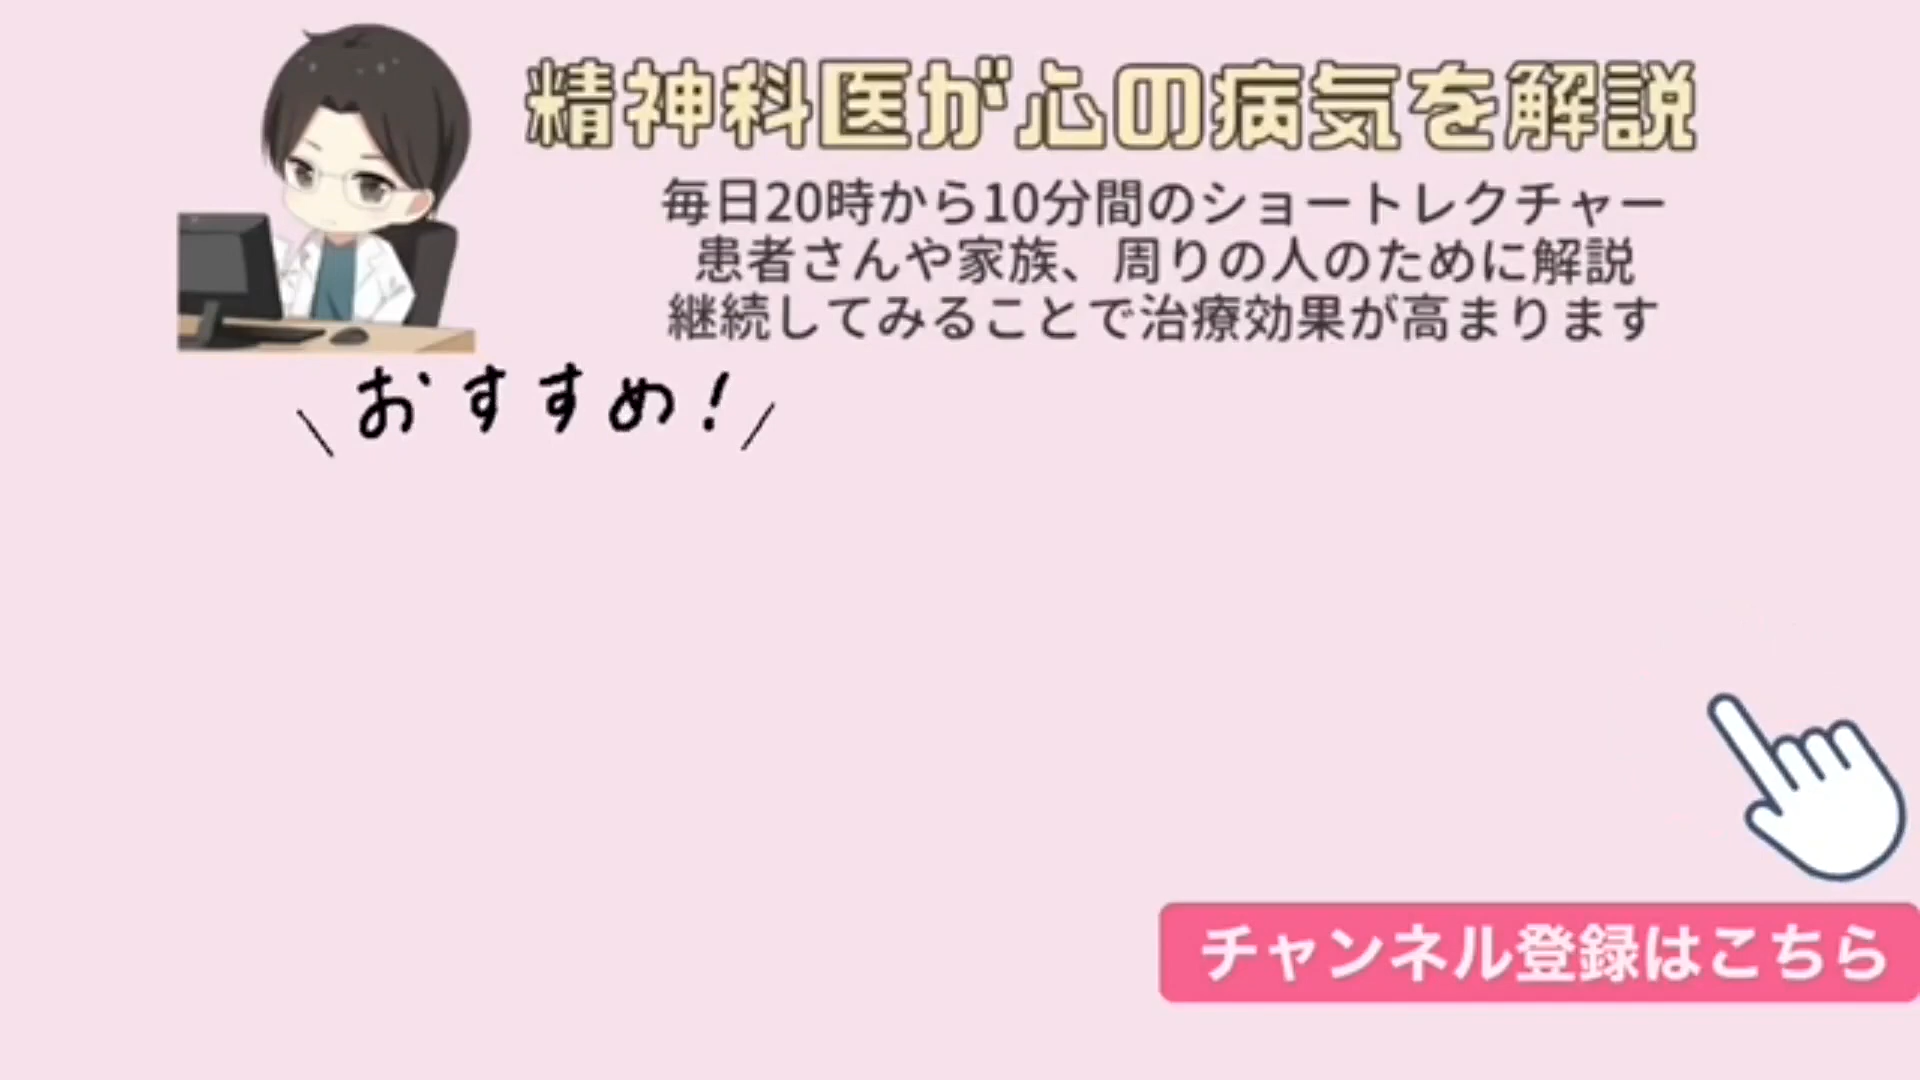 精神科医が心の病気を解説
毎日20時から10分間のショートレクチャー
患者さんや家族、周りの人のために解説
継続してみることで治療効果が高まります
おすすめ!
チャンネル登録はこちら